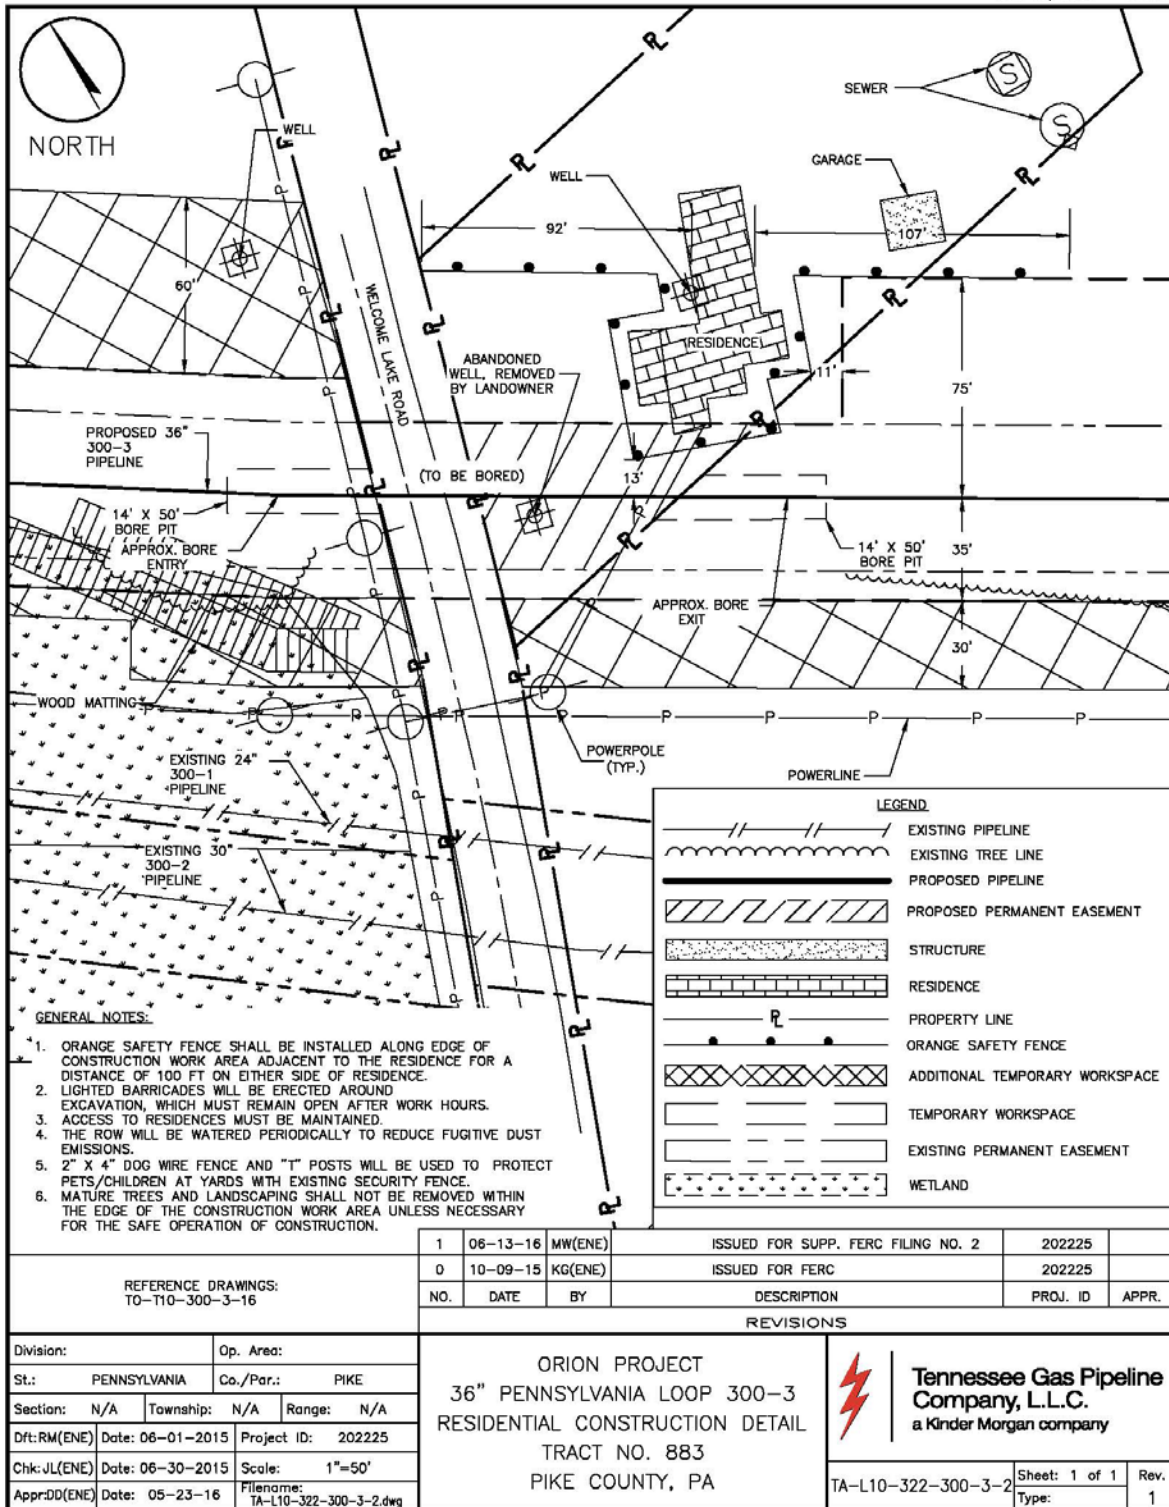 NORTH
WELL
SEWER
S
S
GARAGE
WELL
92'
107'
60'
WELCOME LAKE ROAD
ABANDONED
WELL, REMOVED
BY LANDOWNER
RESIDENCE
11'
75'
PROPOSED 36"
300-3
PIPELINE
(TO BE BORED)
13'
14' X 50'
BORE PIT
APPROX. BORE
ENTRY
14' X 50'
BORE PIT
35'
APPROX. BORE
EXIT
30'
WOOD MATTING
POWERPOLE
(TYP.)
POWERLINE
EXISTING 24"
300-1
PIPELINE
EXISTING 30"
300-2
PIPELINE
LEGEND
EXISTING PIPELINE
EXISTING TREE LINE
PROPOSED PIPELINE
PROPOSED PERMANENT EASEMENT
STRUCTURE
RESIDENCE
PL PROPERTY LINE
ORANGE SAFETY FENCE
ADDITIONAL TEMPORARY WORKSPACE
TEMPORARY WORKSPACE
EXISTING PERMANENT EASEMENT
WETLAND
GENERAL NOTES:
1. ORANGE SAFETY FENCE SHALL BE INSTALLED ALONG EDGE OF
CONSTRUCTION WORK AREA ADJACENT TO THE RESIDENCE FOR A
DISTANCE OF 100 FT ON EITHER SIDE OF RESIDENCE.
2. LIGHTED BARRICADES WILL BE ERECTED AROUND
EXCAVATION, WHICH MUST REMAIN OPEN AFTER WORK HOURS.
3. ACCESS TO RESIDENCES MUST BE MAINTAINED.
4. THE ROW WILL BE WATERED PERIODICALLY TO REDUCE FUGITIVE DUST
EMISSIONS.
5. 2" X 4" DOG WIRE FENCE AND "T" POSTS WILL BE USED TO PROTECT
PETS/CHILDREN AT YARDS WITH EXISTING SECURITY FENCE.
6. MATURE TREES AND LANDSCAPING SHALL NOT BE REMOVED WITHIN
THE EDGE OF THE CONSTRUCTION WORK AREA UNLESS NECESSARY
FOR THE SAFE OPERATION OF CONSTRUCTION.
REFERENCE DRAWINGS:
TO-T10-300-3-16
1 06-13-16 MW(ENE) ISSUED FOR SUPP. FERC FILING NO. 2 202225
0 10-09-15 KG(ENE) ISSUED FOR FERC 202225
NO. DATE BY DESCRIPTION PROJ. ID APPR.
REVISIONS
Division: Op. Area:
St.: PENNSYLVANIA Co./Par.: PIKE
Section: N/A Township: N/A Range: N/A
Dft:RM(ENE) Date: 06-01-2015 Project ID: 202225
Chk:JL(ENE) Date: 06-30-2015 Scale: 1"=50'
Appr:DD(ENE) Date: 05-23-16 Filename:
TA-L10-322-300-3-2.dwg
ORION PROJECT
36" PENNSYLVANIA LOOP 300-3
RESIDENTIAL CONSTRUCTION DETAIL
TRACT NO. 883
PIKE COUNTY, PA
Tennessee Gas Pipeline
Company, L.L.C.
a Kinder Morgan company
TA-L10-322-300-3-2 Sheet: 1 of 1 Rev.
Type: 1